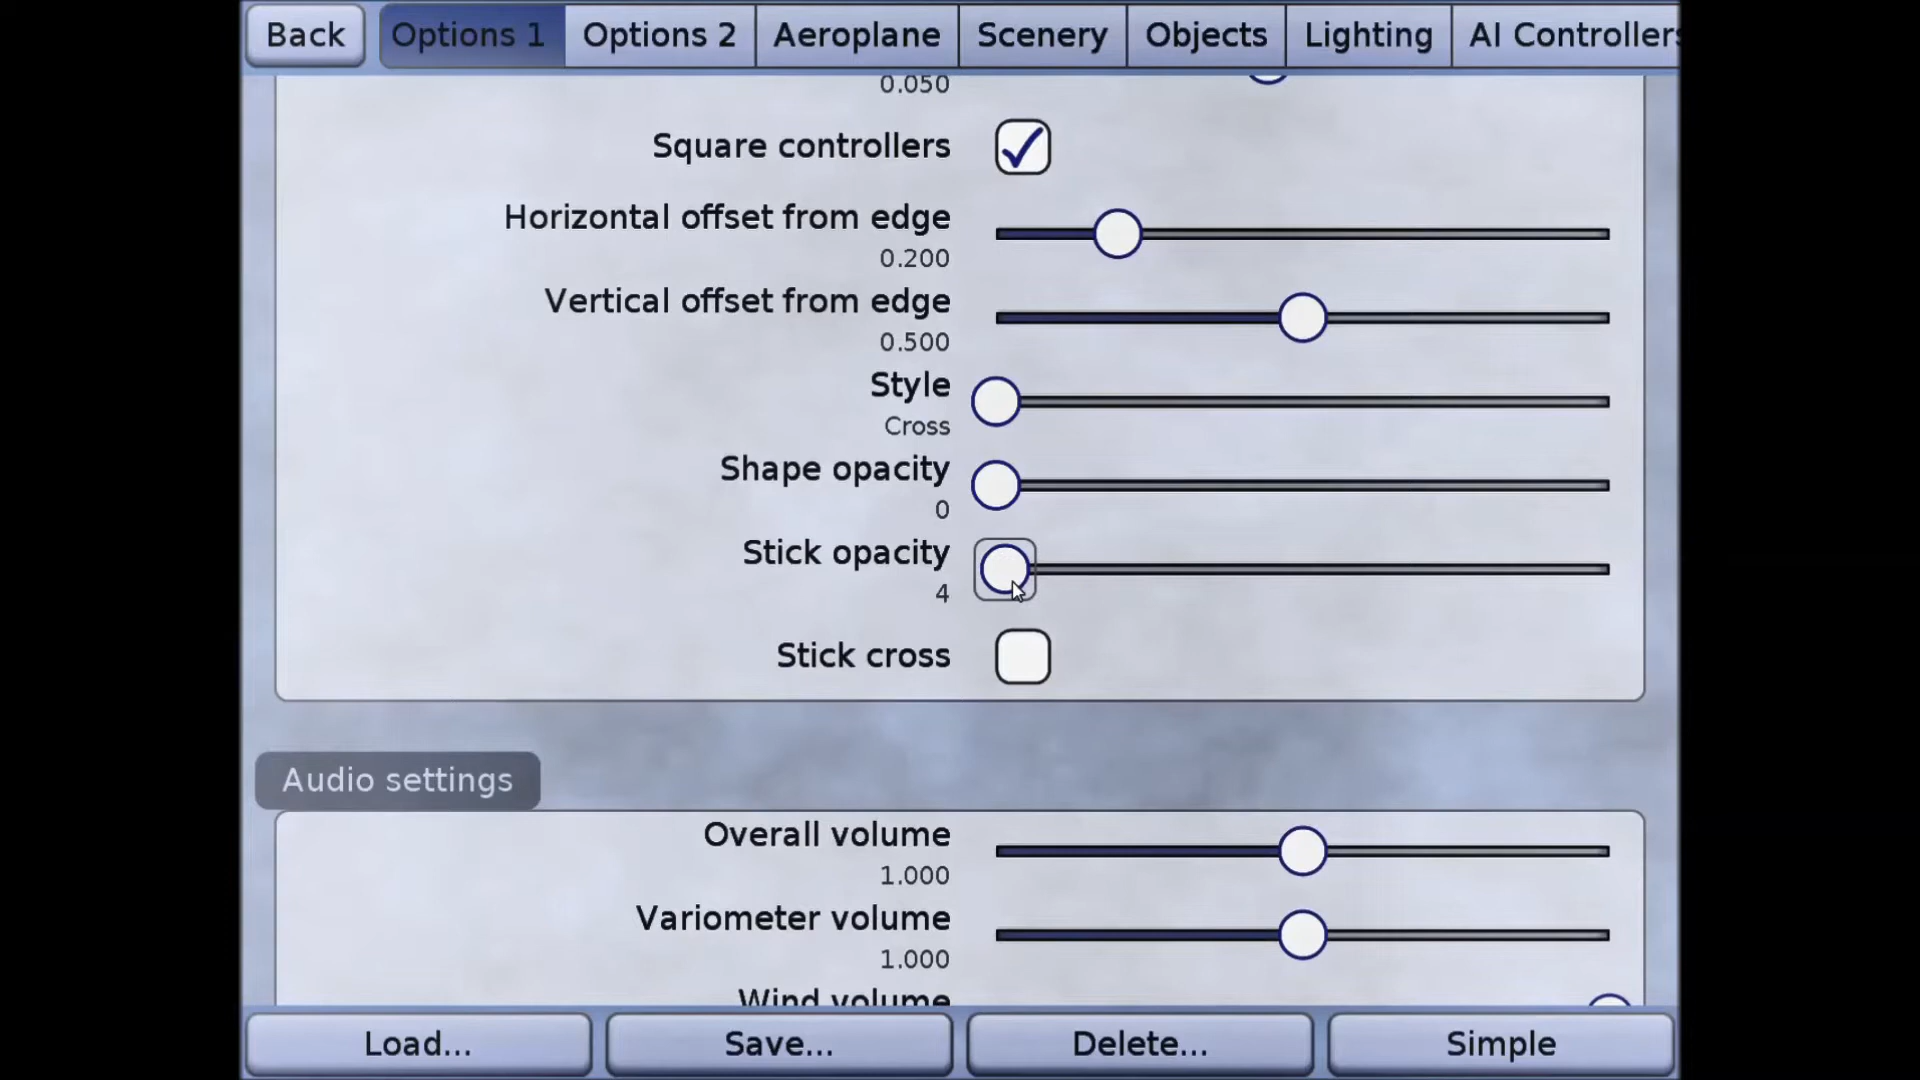 Back
Options 1
Options 2
Aeroplane
Scenery
Objects
Lighting
AI Controllers
0.050
Square controllers
Horizontal offset from edge
0.200
Vertical offset from edge
0.500
Style
Cross
Shape opacity
0
Stick opacity
4
Stick cross
Audio settings
Overall volume
1.000
Variometer volume
1.000
Wind volume
Load...
Save...
Delete...
Simple